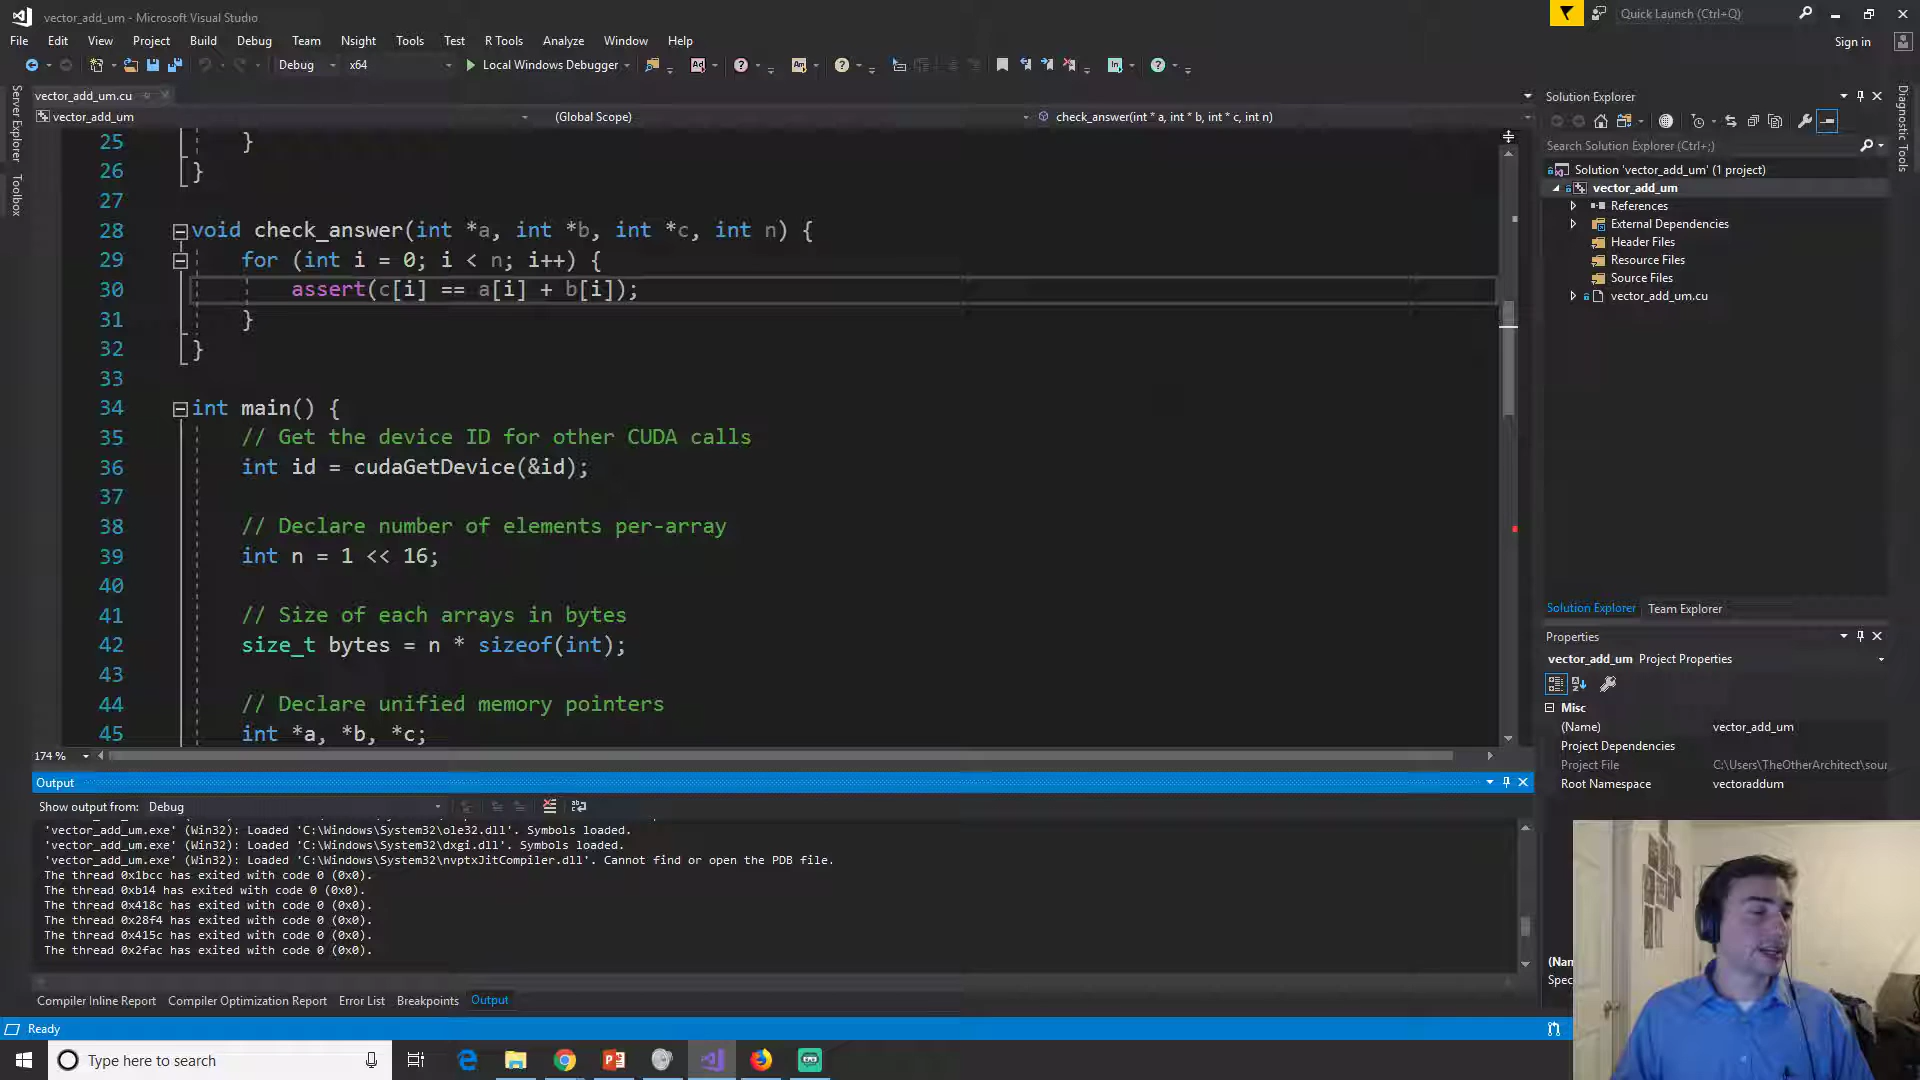 vector_add_um - Microsoft Visual Studio
Quick Launch (Ctrl+Q)
File Edit View Project Build Debug Team Nsight Tools Test R Tools Analyze Window Help
Sign in
Debug x64 Local Windows Debugger
vector_add_um.cu
vector_add_um (Global Scope) check_answer(int * a, int * b, int * c, int n)
Server Explorer
Toolbox
25 }
26 }
27
28 void check_answer(int *a, int *b, int *c, int n) {
29 for (int i = 0; i < n; i++) {
30 assert(c[i] == a[i] + b[i]);
31 }
32 }
33
34 int main() {
35 // Get the device ID for other CUDA calls
36 int id = cudaGetDevice(&id);
37
38 // Declare number of elements per-array
39 int n = 1 << 16;
40
41 // Size of each arrays in bytes
42 size_t bytes = n * sizeof(int);
43
44 // Declare unified memory pointers
45 int *a, *b, *c;
174 %
Output
Show output from: Debug
'vector_add_um.exe' (Win32): Loaded 'C:\Windows\System32\ole32.dll'. Symbols loaded.
'vector_add_um.exe' (Win32): Loaded 'C:\Windows\System32\dxgi.dll'. Symbols loaded.
'vector_add_um.exe' (Win32): Loaded 'C:\Windows\System32\nvptxJitCompiler.dll'. Cannot find or open the PDB file.
The thread 0x1bcc has exited with code 0 (0x0).
The thread 0xb14 has exited with code 0 (0x0).
The thread 0x418c has exited with code 0 (0x0).
The thread 0x28f4 has exited with code 0 (0x0).
The thread 0x415c has exited with code 0 (0x0).
The thread 0x2fac has exited with code 0 (0x0).
Compiler Inline Report Compiler Optimization Report Error List Breakpoints Output
Ready
Type here to search
Solution Explorer
Search Solution Explorer (Ctrl+;)
Solution 'vector_add_um' (1 project)
vector_add_um
References
External Dependencies
Header Files
Resource Files
Source Files
vector_add_um.cu
Solution Explorer Team Explorer
Properties
vector_add_um Project Properties
Misc
(Name) vector_add_um
Project Dependencies
Project File C:\Users\TheOtherArchitect\sour
Root Namespace vectoraddum
(Nam
Spec
Diagnostic Tools